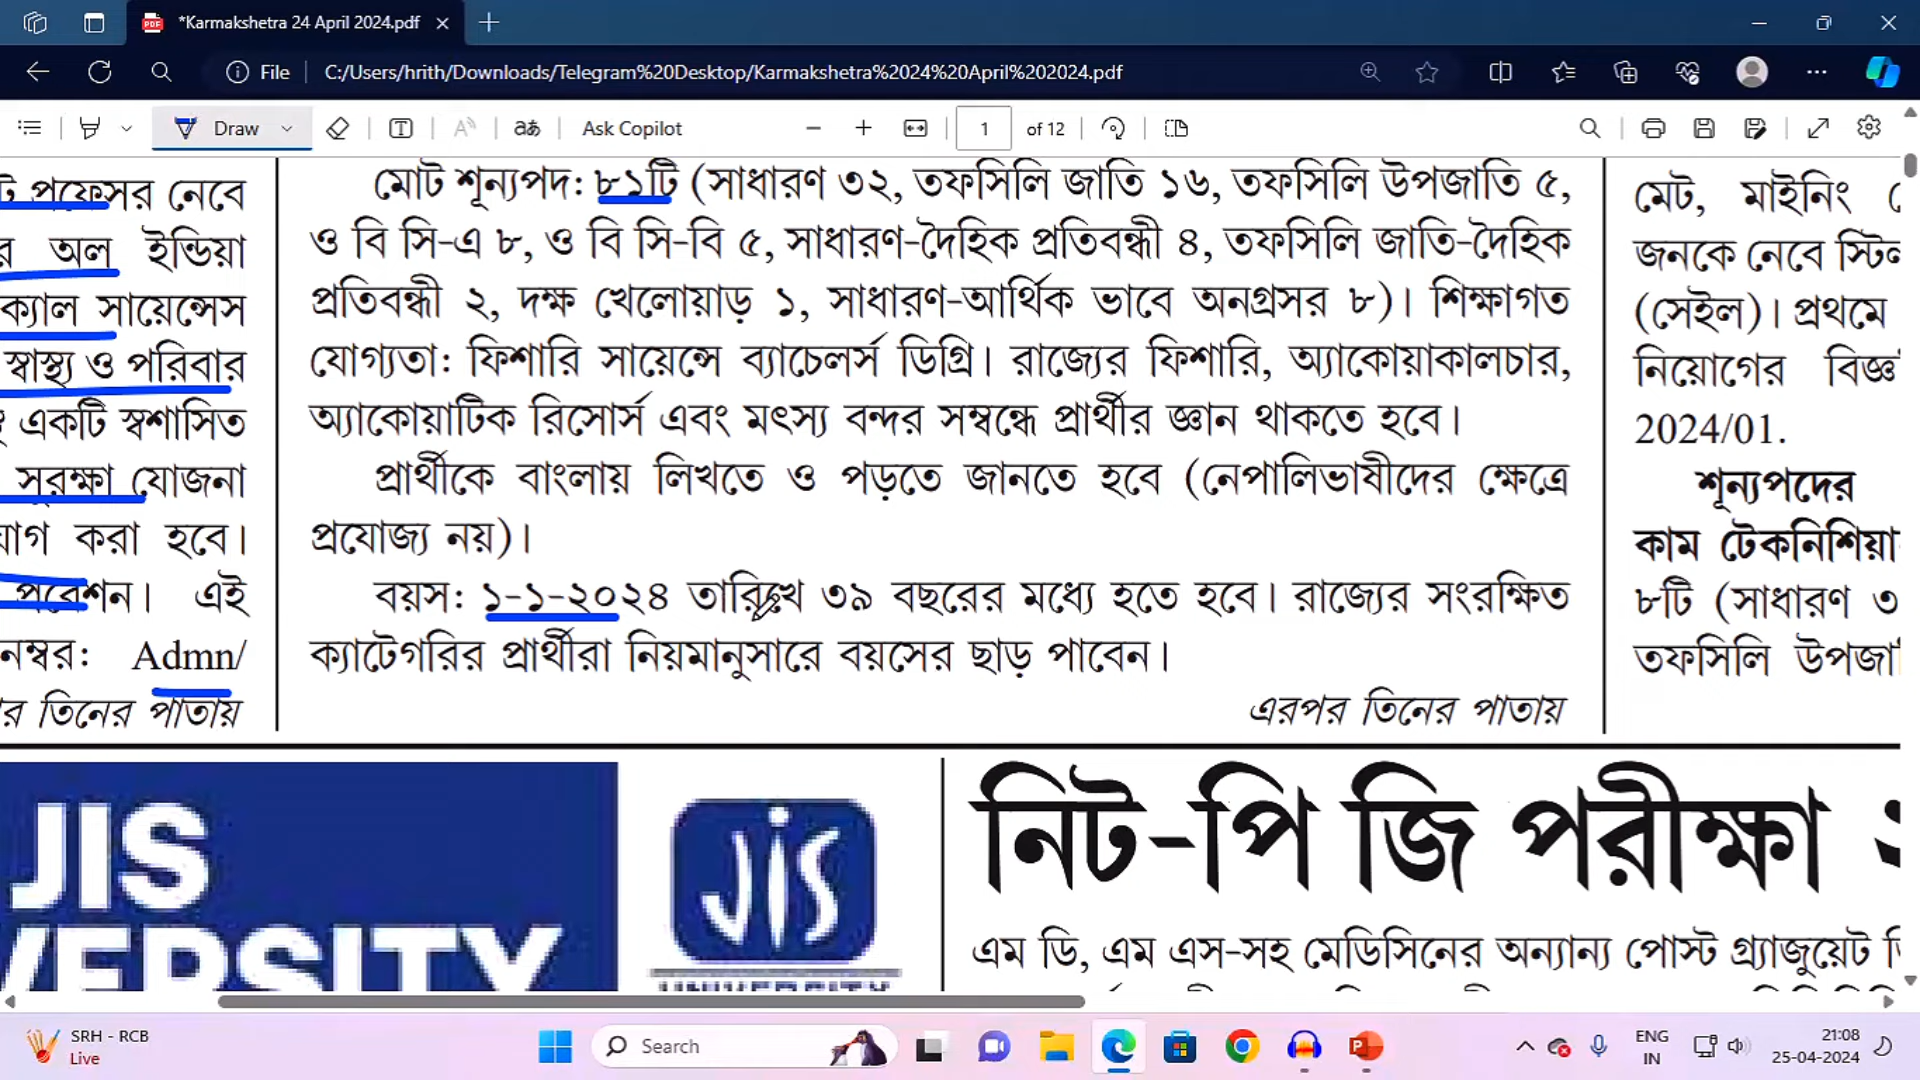 *Karmakshetra 24 April 2024.pdf
File
C:/Users/hrith/Downloads/Telegram%20Desktop/Karmakshetra%2024%20April%202024.pdf
Draw
Ask Copilot
1 of 12
প্রফেসর নেবে
অল ইন্ডিয়া
ক্যাল সায়েন্সেস
স্বাস্থ্য ও পরিবার
একটি স্বশাসিত
সুরক্ষা যোজনা
করা হবে।
এই
নম্বর: Admn/
তিনের পাতায়
মোট শূন্যপদ: ৮১টি (সাধারণ ৩২, তফসিলি জাতি ১৬, তফসিলি উপজাতি ৫,
ও বি সি-এ ৮, ও বি সি-বি ৫, সাধারণ-দৈহিক প্রতিবন্ধী ৪, তফসিলি জাতি-দৈহিক
প্রতিবন্ধী ২, দক্ষ খেলোয়াড় ১, সাধারণ-আর্থিক ভাবে অনগ্রসর ৮)। শিক্ষাগত
যোগ্যতা: ফিশারি সায়েন্সে ব্যাচেলর্স ডিগ্রি। রাজ্যের ফিশারি, অ্যাকোয়াকালচার,
অ্যাকোয়াটিক রিসোর্স এবং মৎস্য বন্দর সম্বন্ধে প্রার্থীর জ্ঞান থাকতে হবে।
প্রার্থীকে বাংলায় লিখতে ও পড়তে জানতে হবে (নেপালিভাষীদের ক্ষেত্রে
প্রযোজ্য নয়)।
বয়স: ১-১-২০২৪ তারিখে ৩৯ বছরের মধ্যে হতে হবে। রাজ্যের সংরক্ষিত
ক্যাটেগরির প্রার্থীরা নিয়মানুসারে বয়সের ছাড় পাবেন।
এরপর তিনের পাতায়
মেট, মাইনিং
জনকে নেবে
(সেইল)। প্রথমে
নিয়োগের
2024/01.
শূন্যপদের
কাম
৮টি (সাধারণ ৩
তফসিলি
JIS
VERSITY
JIS
UNIVERSITY
নিট-পি জি পরীক্ষা
এম ডি, এম এস-সহ মেডিসিনের অন্যান্য পোস্ট গ্র্যাজুয়েট
SRH - RCB
Live
Search
ENG
IN
21:08
25-04-2024